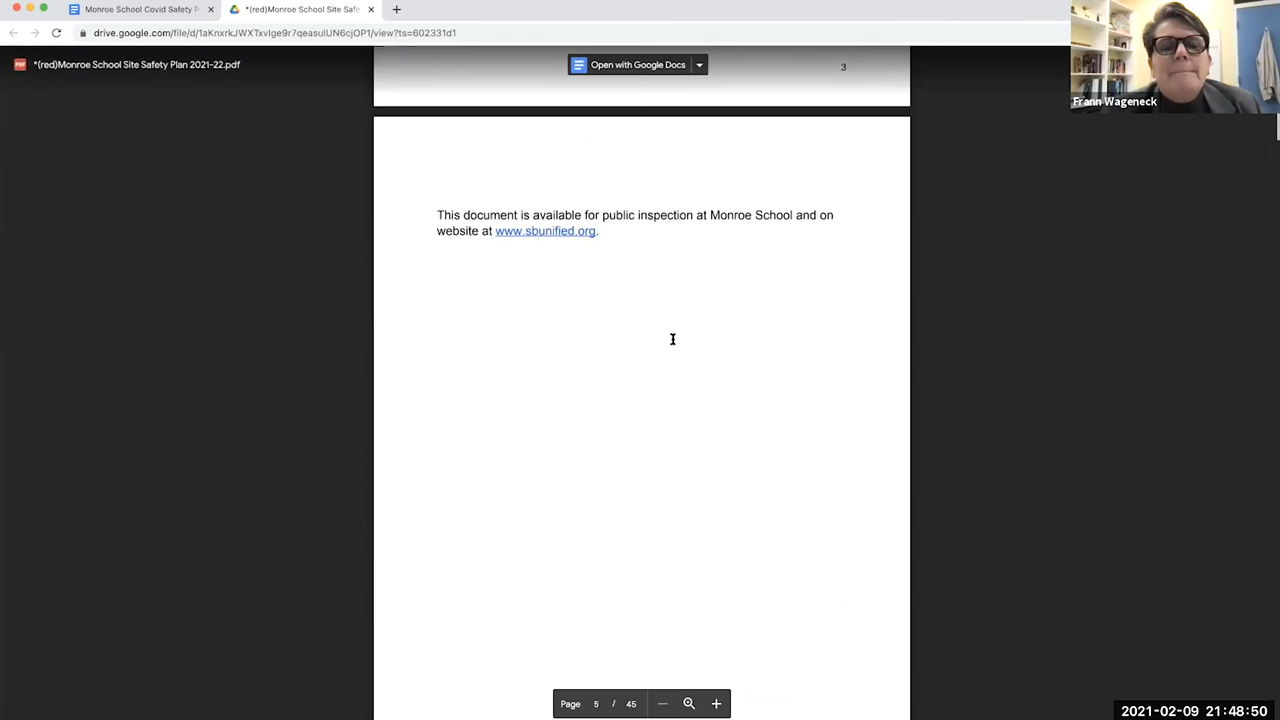 Monroe School Covid Safety P
*(red)Monroe School Site Safe
drive.google.com/file/d/1aKnxrkJWXTxvIge9r7qeasulUN6cjOP1/view?ts=602331d1
PDF
*(red)Monroe School Site Safety Plan 2021-22.pdf
Open with Google Docs
3
Frann Wageneck
This document is available for public inspection at Monroe School and on
website at www.sbunified.org.
Page 5 / 45
2021-02-09 21:48:50